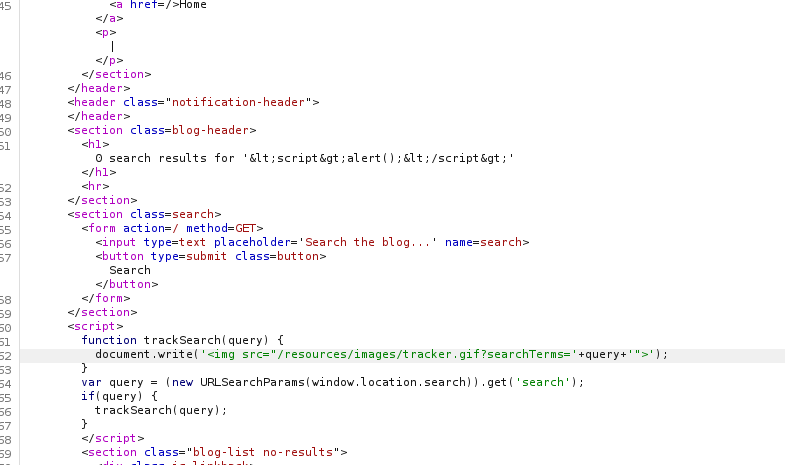 45 <a href=/>Home
</a>
<p>
|
</p>
46 </section>
47 </header>
48 <header class="notification-header">
49 </header>
50 <section class=blog-header>
51 <h1>
0 search results for '&lt;script&gt;alert();&lt;/script&gt;'
</h1>
52 <hr>
53 </section>
54 <section class=search>
55 <form action=/ method=GET>
56 <input type=text placeholder='Search the blog...' name=search>
57 <button type=submit class=button>
Search
</button>
58 </form>
59 </section>
60 <script>
61 function trackSearch(query) {
62 document.write('<img src="/resources/images/tracker.gif?searchTerms='+query+'">');
63 }
64 var query = (new URLSearchParams(window.location.search)).get('search');
65 if(query) {
66 trackSearch(query);
67 }
68 </script>
69 <section class="blog-list no-results">